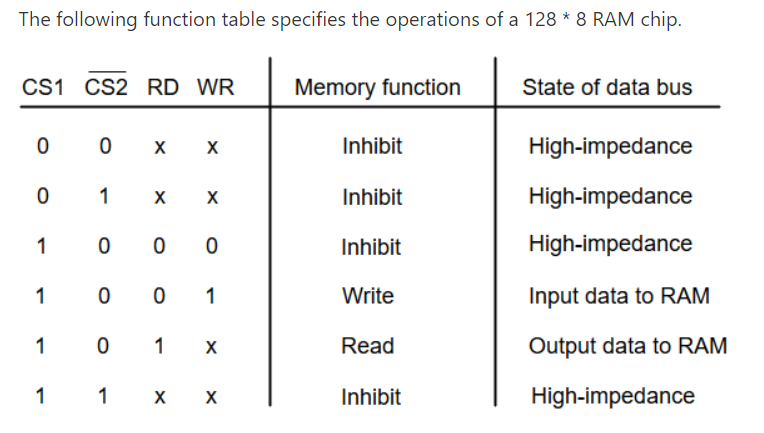 The following function table specifies the operations of a 128 * 8 RAM chip.
CS1 C̅S̅2̅ RD WR Memory function State of data bus
0 0 x x Inhibit High-impedance
0 1 x x Inhibit High-impedance
1 0 0 0 Inhibit High-impedance
1 0 0 1 Write Input data to RAM
1 0 1 x Read Output data to RAM
1 1 x x Inhibit High-impedance